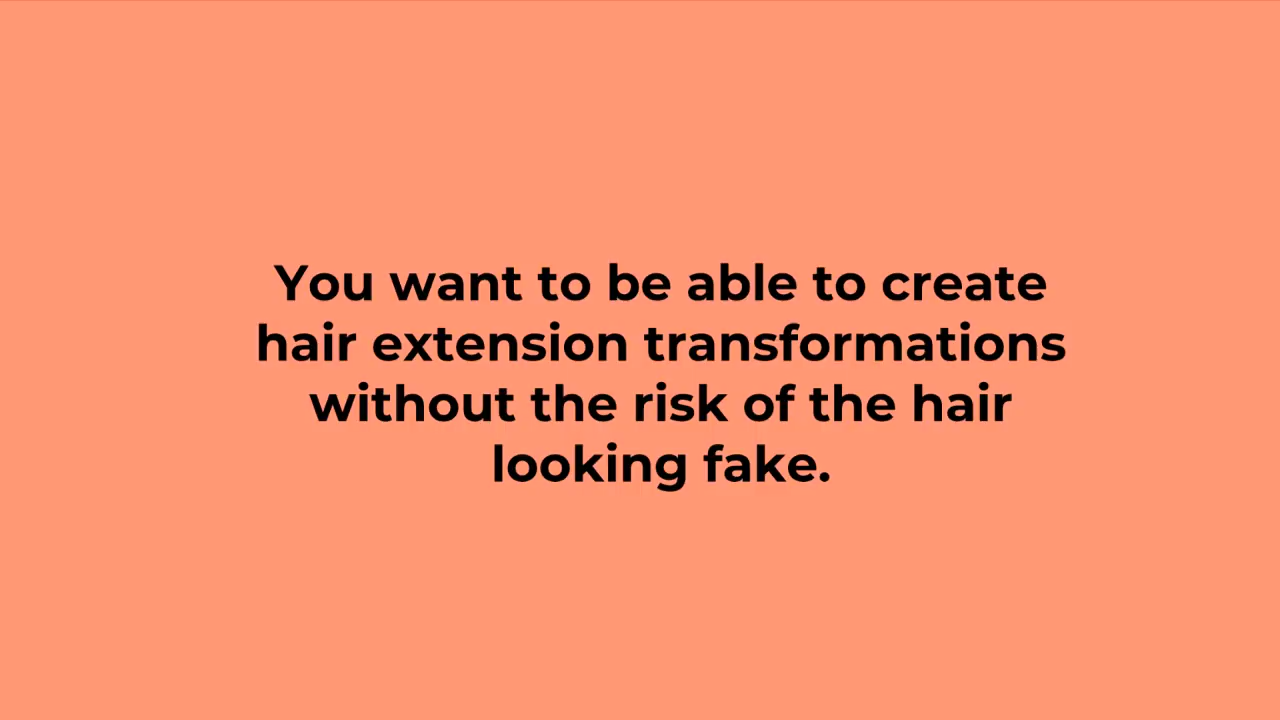 You want to be able to create
hair extension transformations
without the risk of the hair
looking fake.